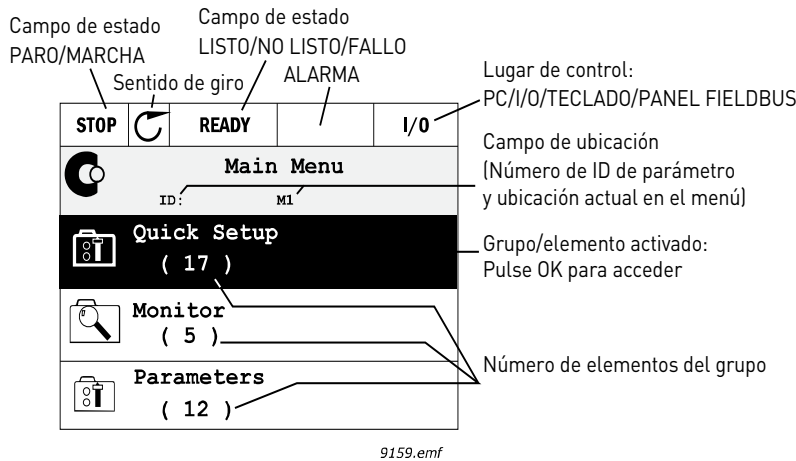 Campo de estado
PARO/MARCHA
Campo de estado
LISTO/NO LISTO/FALLO
Sentido de giro
ALARMA
Lugar de control:
PC/I/O/TECLADO/PANEL FIELDBUS
STOP READY I/O
Campo de ubicación
(Número de ID de parámetro
y ubicación actual en el menú)
Main Menu
ID: M1
Quick Setup
( 17 )
Grupo/elemento activado:
Pulse OK para acceder
Monitor
( 5 )
Número de elementos del grupo
Parameters
( 12 )
9159.emf